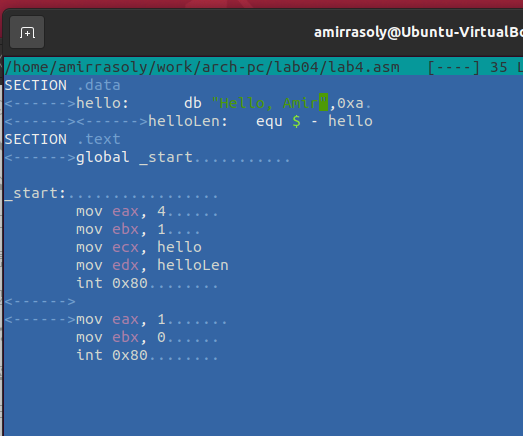 amirrasoly@Ubuntu-VirtualBo
/home/amirrasoly/work/arch-pc/lab04/lab4.asm [----] 35 L
SECTION .data
<------>hello: db "Hello, Amir",0xa.
<------><------>helloLen: equ $ - hello
SECTION .text
<------>global _start...........
_start:.................
mov eax, 4......
mov ebx, 1....
mov ecx, hello
mov edx, helloLen
int 0x80........
<------>
<------>mov eax, 1.......
mov ebx, 0......
int 0x80........